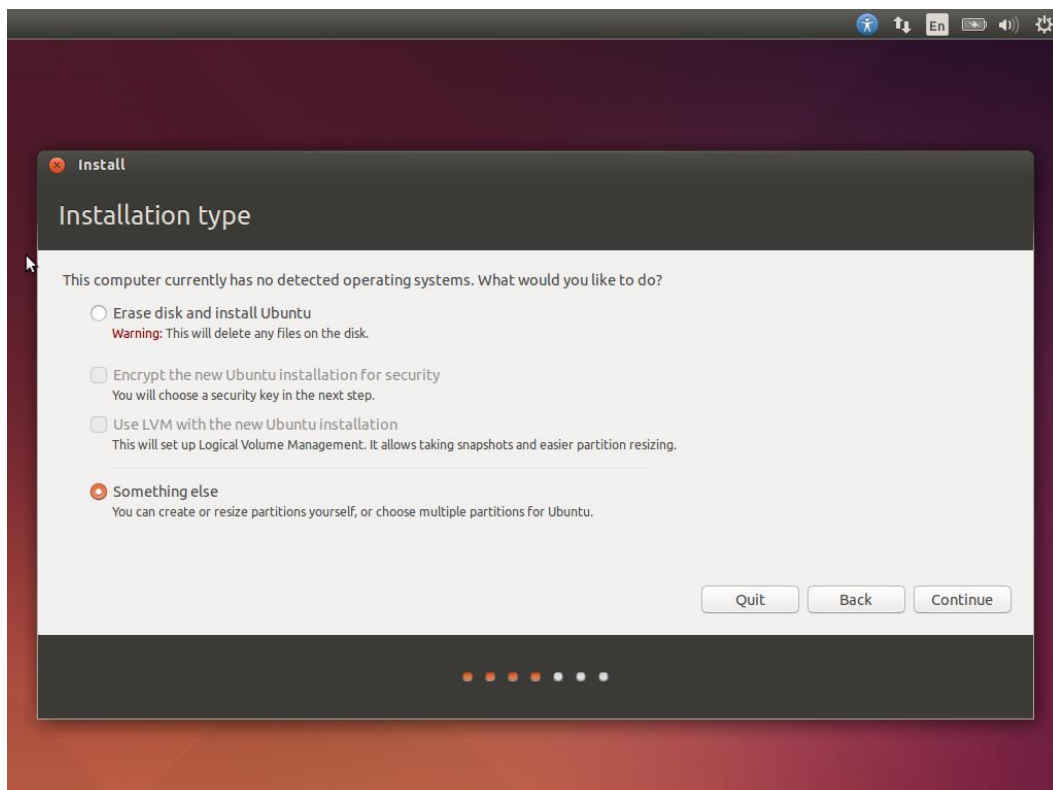 En
Install
Installation type
This computer currently has no detected operating systems. What would you like to do?
Erase disk and install Ubuntu
Warning: This will delete any files on the disk.
Encrypt the new Ubuntu installation for security
You will choose a security key in the next step.
Use LVM with the new Ubuntu installation
This will set up Logical Volume Management. It allows taking snapshots and easier partition resizing.
Something else
You can create or resize partitions yourself, or choose multiple partitions for Ubuntu.
Quit Back Continue